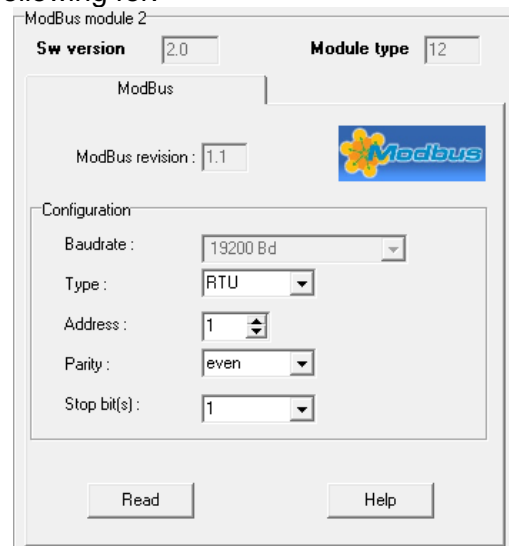 ModBus module 2
Sw version 2.0 Module type 12
ModBus
ModBus revision : 1.1 Modbus
Configuration
Baudrate : 19200 Bd
Type : RTU
Address : 1
Parity : even
Stop bit(s) : 1
Read Help